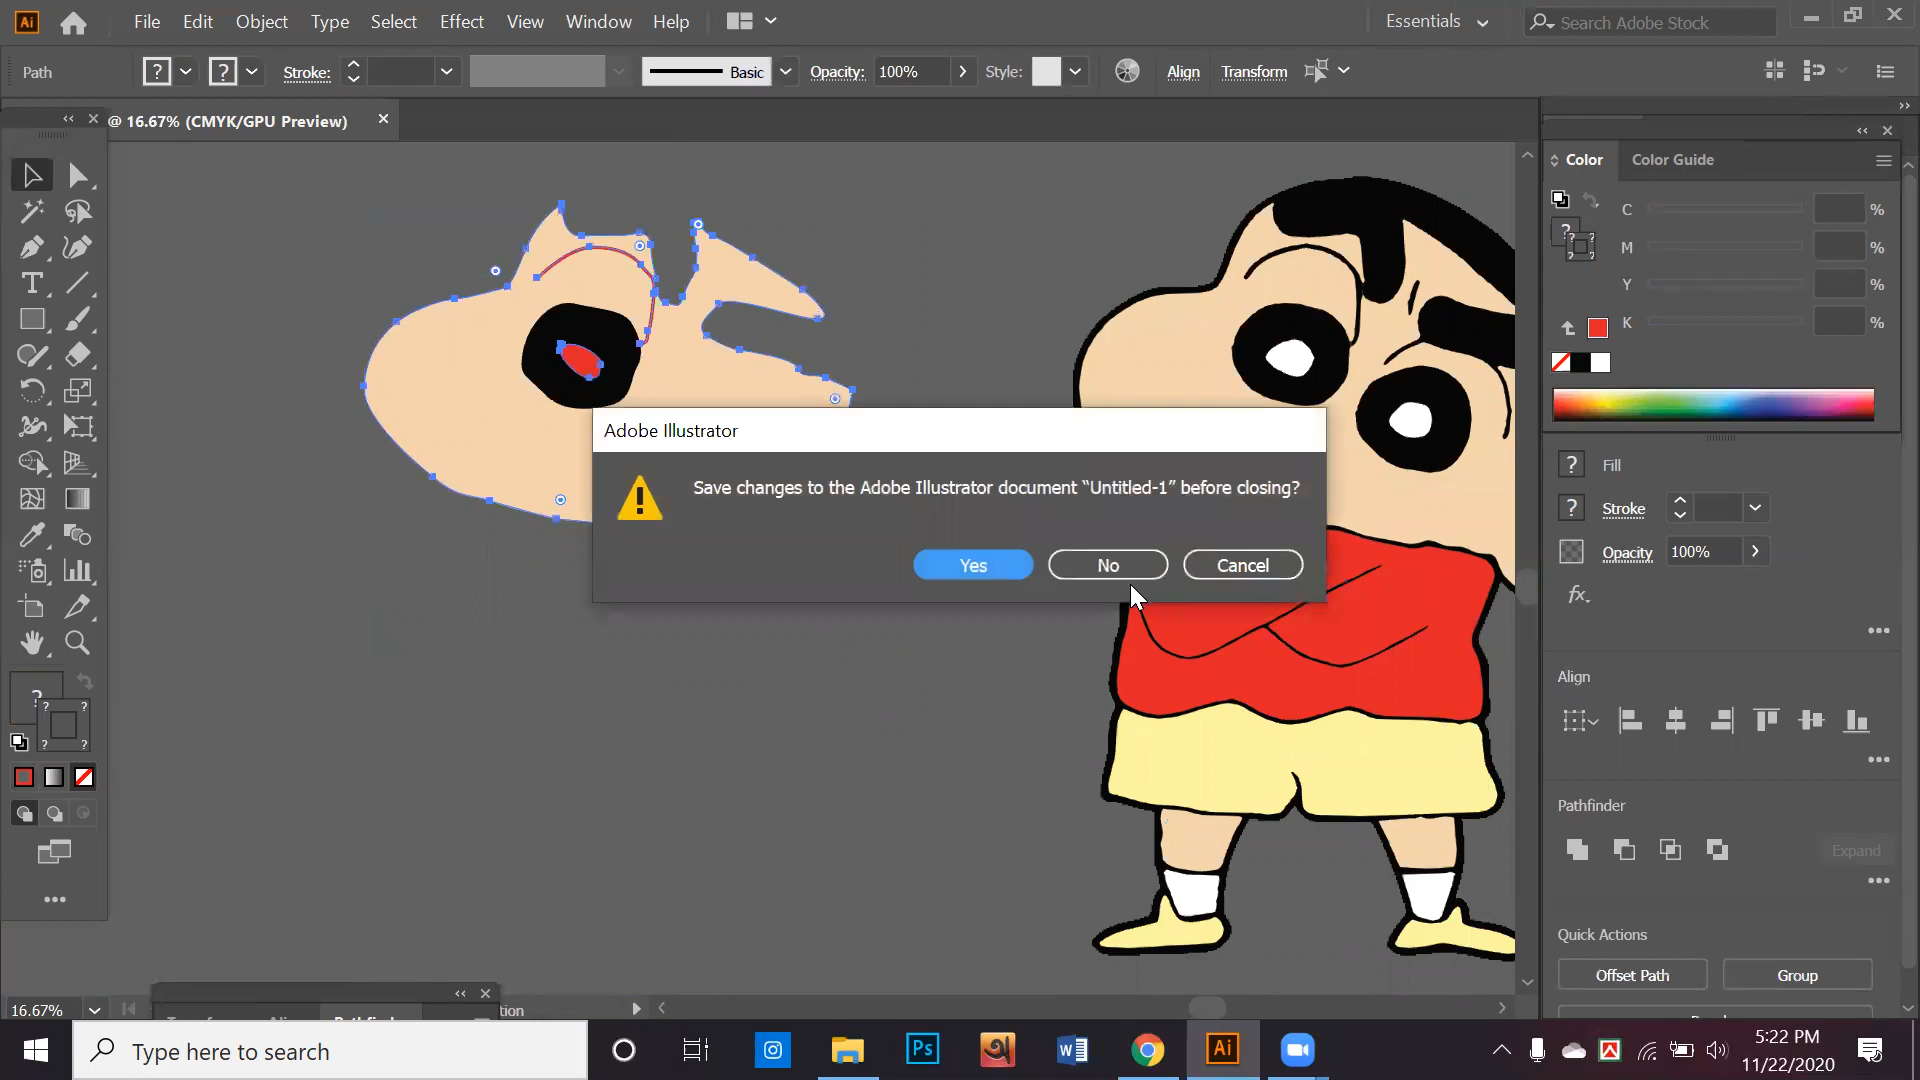 Ai File Edit Object Type Select Effect View Window Help Essentials Search Adobe Stock
Path ? ? Stroke: Basic Opacity: 100% Style: Align Transform
@ 16.67% (CMYK/GPU Preview)
Color Color Guide
C %
M %
Y %
K %
?
Adobe Illustrator
Save changes to the Adobe Illustrator document “Untitled-1” before closing?
Yes No Cancel
? Fill
? Stroke
Opacity 100%
fx.
Align
Pathfinder
Expand
Quick Actions
Offset Path Group
T
?
? ?
? ?
16.67%
tion
Type here to search
Ps
Ai
5:22 PM
11/22/2020